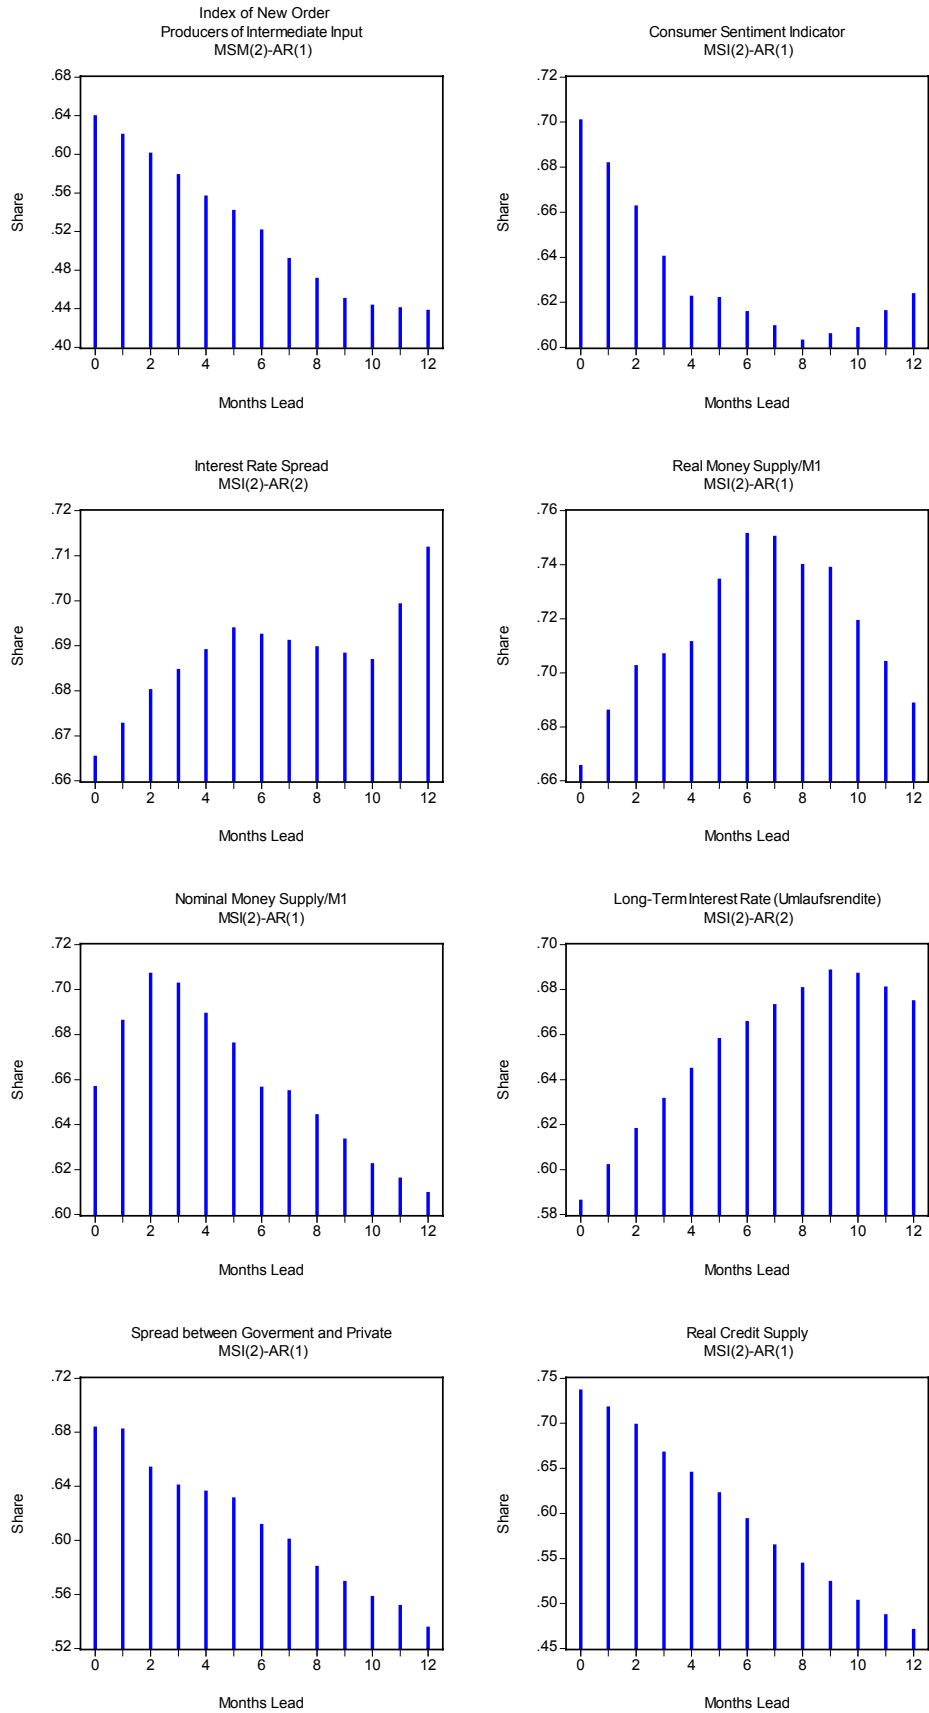 Index of New Order
Producers of Intermediate Input
MSM(2)-AR(1)
.68
.64
.60
.56
.52
.48
.44
.40
Share
0 2 4 6 8 10 12
Months Lead
Consumer Sentiment Indicator
MSI(2)-AR(1)
.72
.70
.68
.66
.64
.62
.60
Share
0 2 4 6 8 10 12
Months Lead
Interest Rate Spread
MSI(2)-AR(2)
.72
.71
.70
.69
.68
.67
.66
Share
0 2 4 6 8 10 12
Months Lead
Real Money Supply/M1
MSI(2)-AR(1)
.76
.74
.72
.70
.68
.66
Share
0 2 4 6 8 10 12
Months Lead
Nominal Money Supply/M1
MSI(2)-AR(1)
.72
.70
.68
.66
.64
.62
.60
Share
0 2 4 6 8 10 12
Months Lead
Long-Term Interest Rate (Umlaufsrendite)
MSI(2)-AR(2)
.70
.68
.66
.64
.62
.60
.58
Share
0 2 4 6 8 10 12
Months Lead
Spread between Goverment and Private
MSI(2)-AR(1)
.72
.68
.64
.60
.56
.52
Share
0 2 4 6 8 10 12
Months Lead
Real Credit Supply
MSI(2)-AR(1)
.75
.70
.65
.60
.55
.50
.45
Share
0 2 4 6 8 10 12
Months Lead